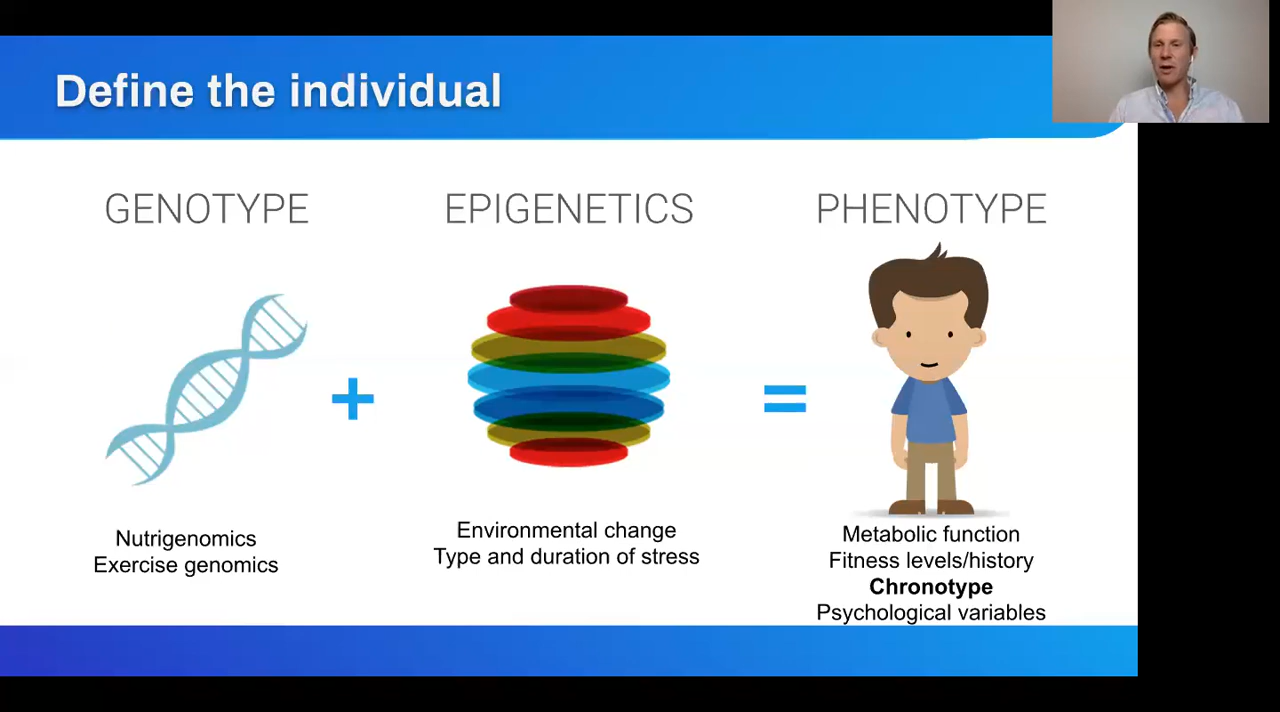 Define the individual
GENOTYPE
EPIGENETICS
PHENOTYPE
+
=
Nutrigenomics
Exercise genomics
Environmental change
Type and duration of stress
Metabolic function
Fitness levels/history
Chronotype
Psychological variables